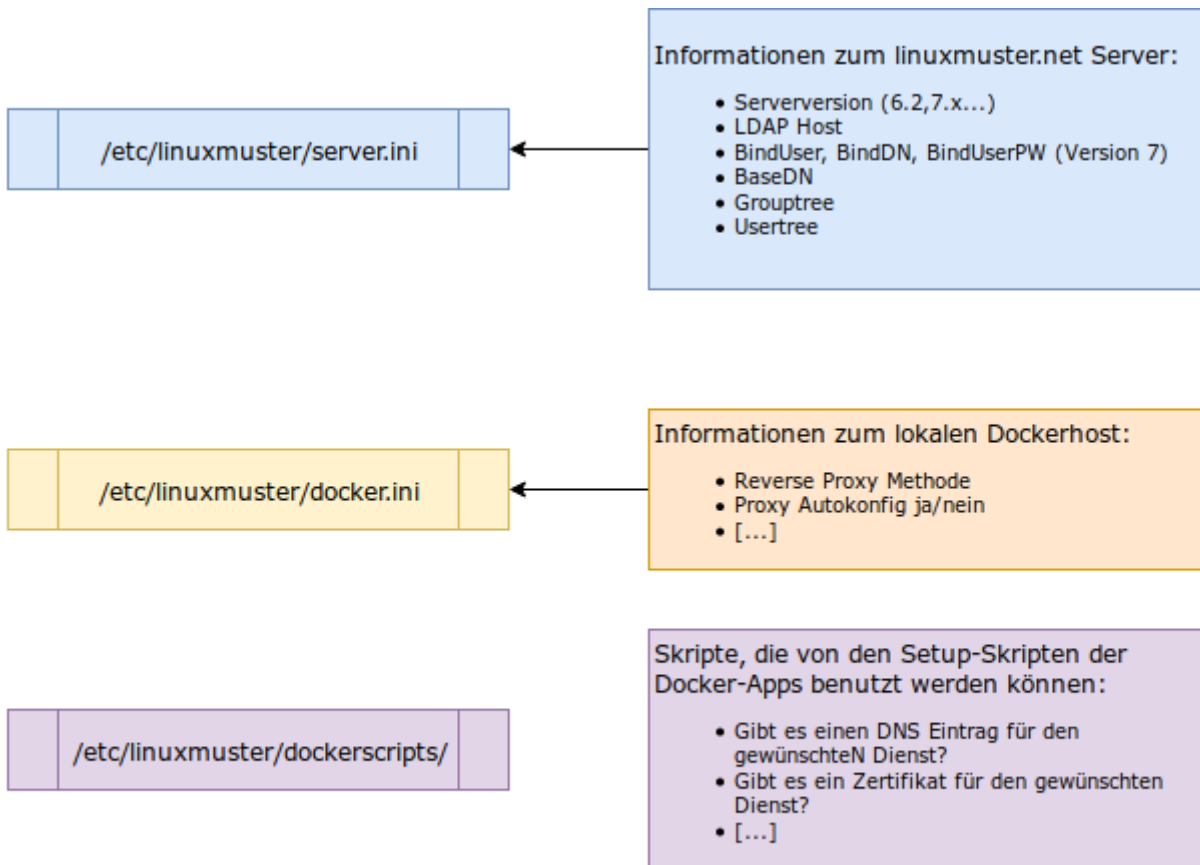 Informationen zum linuxmuster.net Server:
• Serverversion (6.2,7.x...)
• LDAP Host
• BindUser, BindDN, BindUserPW (Version 7)
• BaseDN
• Grouptree
• Usertree
/etc/linuxmuster/server.ini
Informationen zum lokalen Dockerhost:
• Reverse Proxy Methode
• Proxy Autokonfig ja/nein
• [...]
/etc/linuxmuster/docker.ini
Skripte, die von den Setup-Skripten der
Docker-Apps benutzt werden können:
• Gibt es einen DNS Eintrag für den
gewünschteN Dienst?
• Gibt es ein Zertifikat für den gewünschten
Dienst?
• [...]
/etc/linuxmuster/dockerscripts/